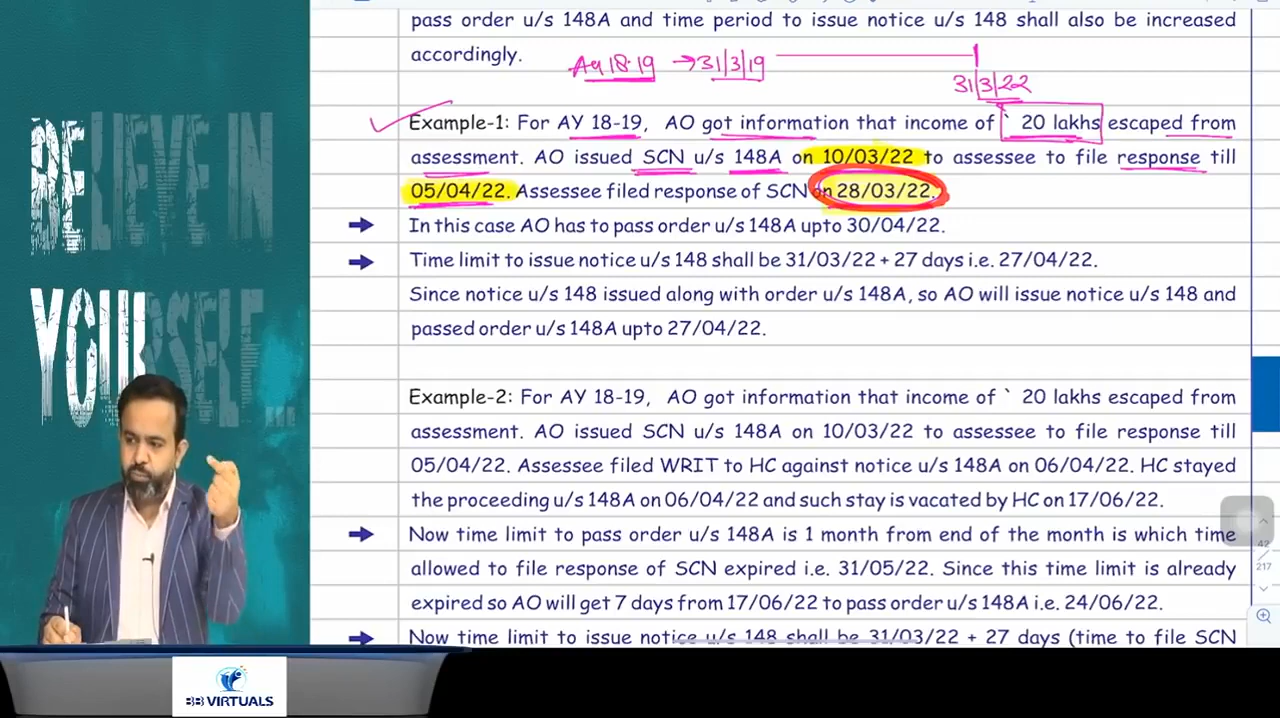 pass order u/s 148A and time period to issue notice u/s 148 shall also be increased
accordingly.
Ay 18-19 → 31|3|19
31|3|22
Example-1: For AY 18-19, AO got information that income of ` 20 lakhs escaped from
assessment. AO issued SCN u/s 148A on 10/03/22 to assessee to file response till
05/04/22. Assessee filed response of SCN on 28/03/22.
In this case AO has to pass order u/s 148A upto 30/04/22.
Time limit to issue notice u/s 148 shall be 31/03/22 + 27 days i.e. 27/04/22.
Since notice u/s 148 issued along with order u/s 148A, so AO will issue notice u/s 148 and
passed order u/s 148A upto 27/04/22.
Example-2: For AY 18-19, AO got information that income of ` 20 lakhs escaped from
assessment. AO issued SCN u/s 148A on 10/03/22 to assessee to file response till
05/04/22. Assessee filed WRIT to HC against notice u/s 148A on 06/04/22. HC stayed
the proceeding u/s 148A on 06/04/22 and such stay is vacated by HC on 17/06/22.
Now time limit to pass order u/s 148A is 1 month from end of the month is which time
allowed to file response of SCN expired i.e. 31/05/22. Since this time limit is already
expired so AO will get 7 days from 17/06/22 to pass order u/s 148A i.e. 24/06/22.
Now time limit to issue notice u/s 148 shall be 31/03/22 + 27 days (time to file SCN
BELIEVE IN
YOURSELF...
BB VIRTUALS
42
217